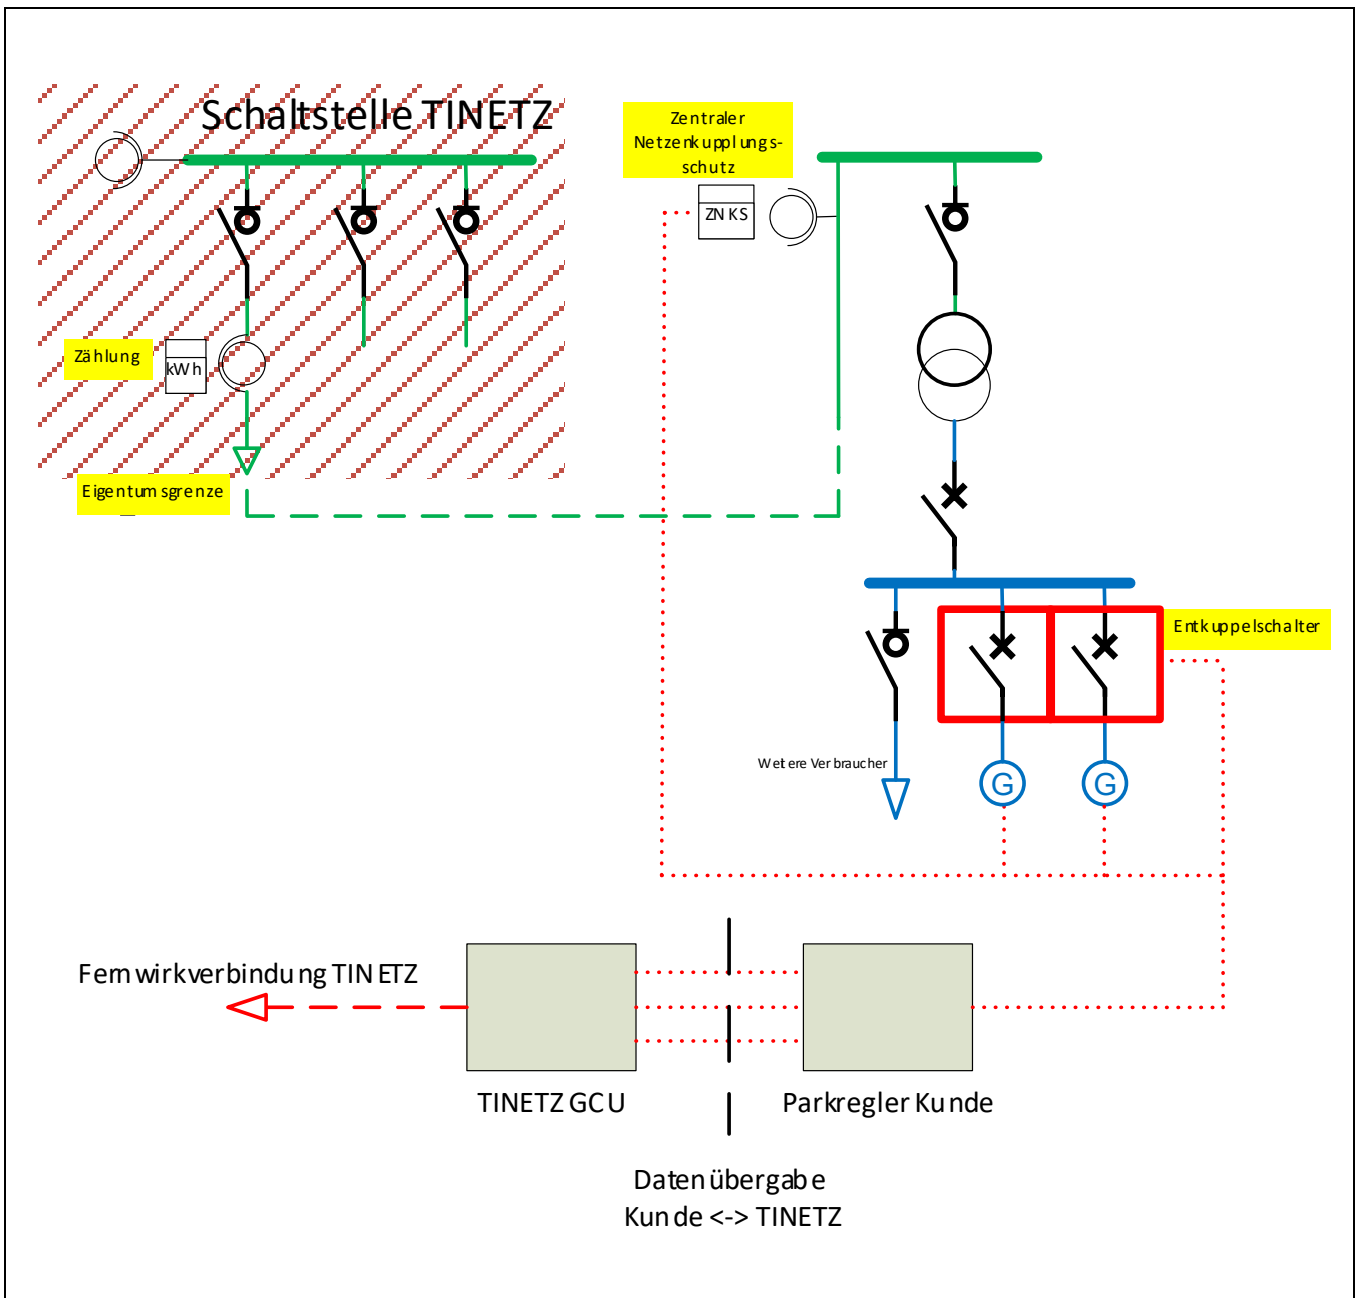 Schaltstelle TINETZ
Zentraler
Netzenkupplungs-
schutz
ZNKS
Zählung
kWh
Eigentumsgrenze
Entkuppelschalter
Weitere Verbraucher
G
G
Fernwirkverbindung TINETZ
TINETZ GCU
Parkregler Kunde
Datenübergabe
Kunde <-> TINETZ